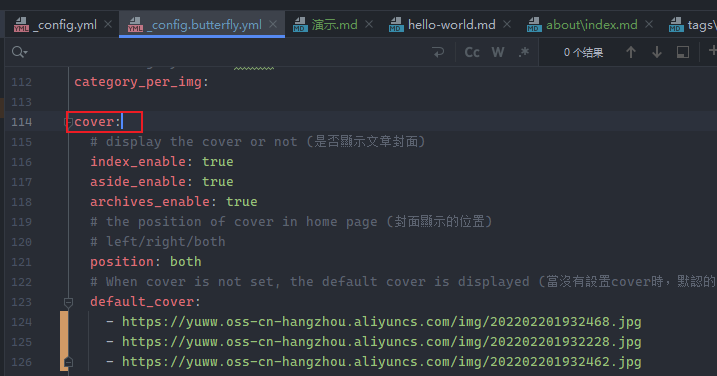 _config.yml _config.butterfly.yml 演示.md hello-world.md about\index.md tags\
Cc W .* 0 个结果
112 category_per_img:
113
114 cover:
115 # display the cover or not (是否顯示文章封面)
116 index_enable: true
117 aside_enable: true
118 archives_enable: true
119 # the position of cover in home page (封面顯示的位置)
120 # left/right/both
121 position: both
122 # When cover is not set, the default cover is displayed (當沒有設置cover時，默認的
123 default_cover:
124 - https://yuww.oss-cn-hangzhou.aliyuncs.com/img/202202201932468.jpg
125 - https://yuww.oss-cn-hangzhou.aliyuncs.com/img/202202201932228.jpg
126 - https://yuww.oss-cn-hangzhou.aliyuncs.com/img/202202201932462.jpg